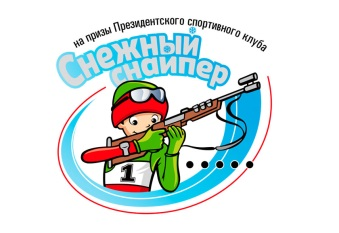 на призы Президентского спортивного клуба
Снежный
снайпер
1